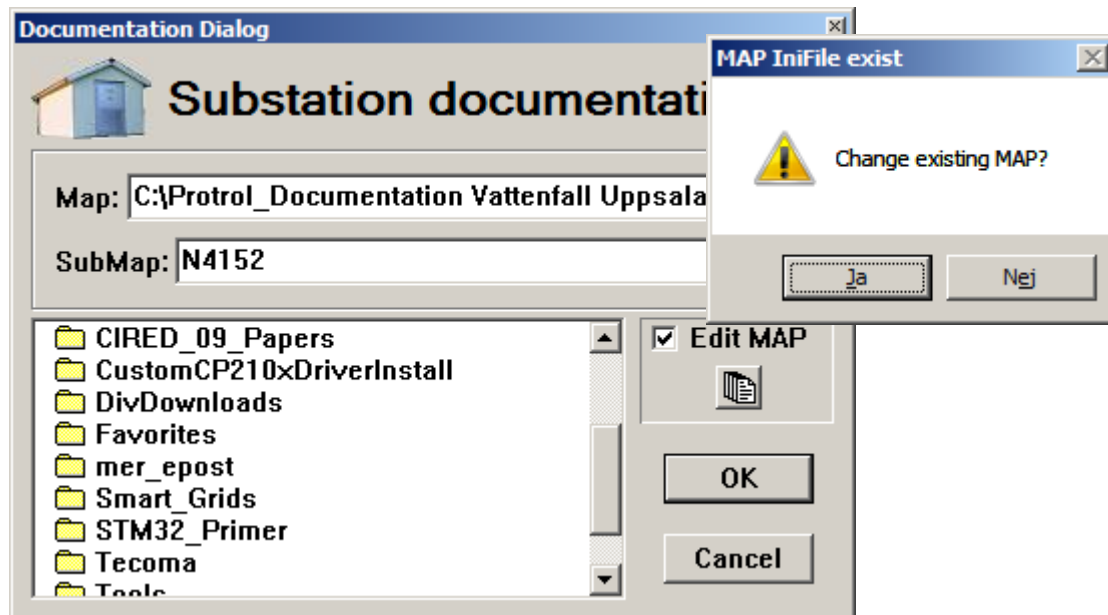 Documentation Dialog
Substation documentati
Map: C:\Protrol_Documentation Vattenfall Uppsala
SubMap: N4152
CIRED_09_Papers
CustomCP210xDriverInstall
DivDownloads
Favorites
mer_epost
Smart_Grids
STM32_Primer
Tecoma
Tools
Edit MAP
OK
Cancel
MAP IniFile exist
Change existing MAP?
Ja
Nej